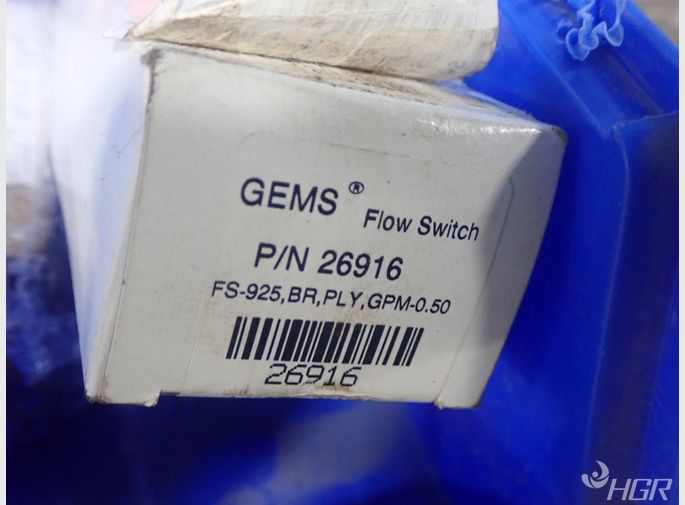 GEMS® Flow Switch
P/N 26916
FS-925,BR,PLY,GPM-0.50
26916
HGR